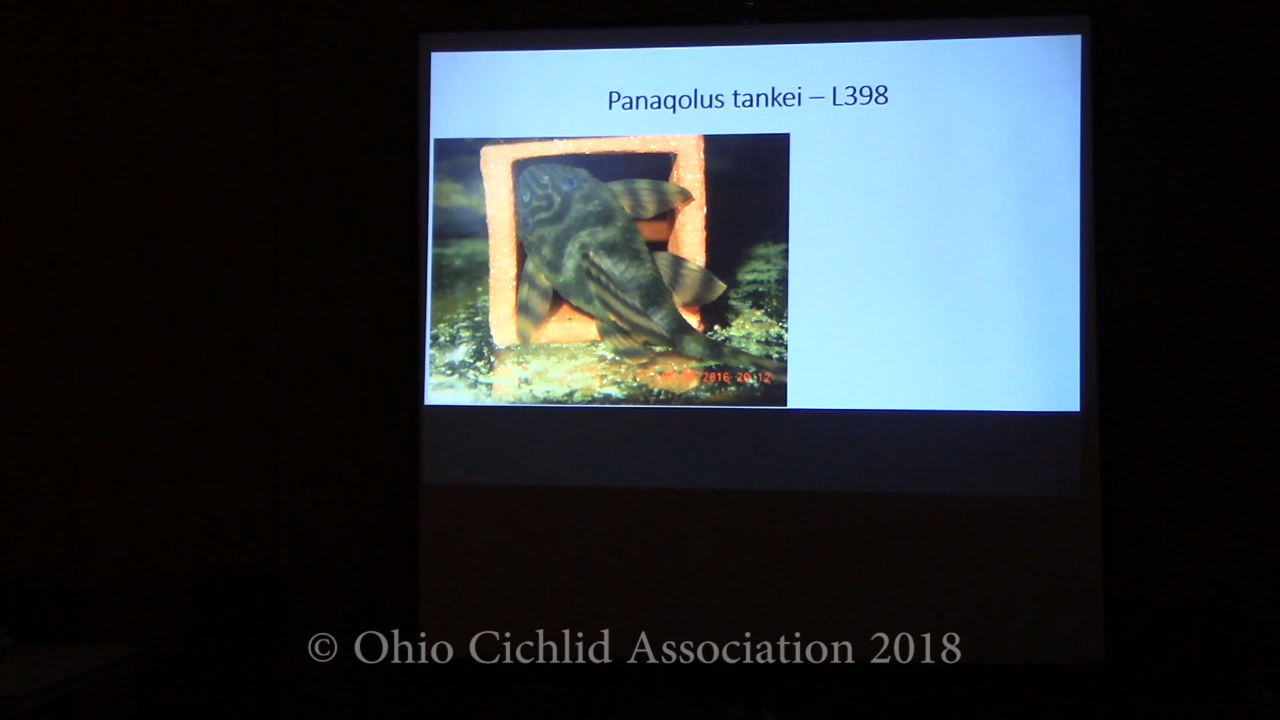 Panaqolus tankei – L398
2016 20:12
© Ohio Cichlid Association 2018